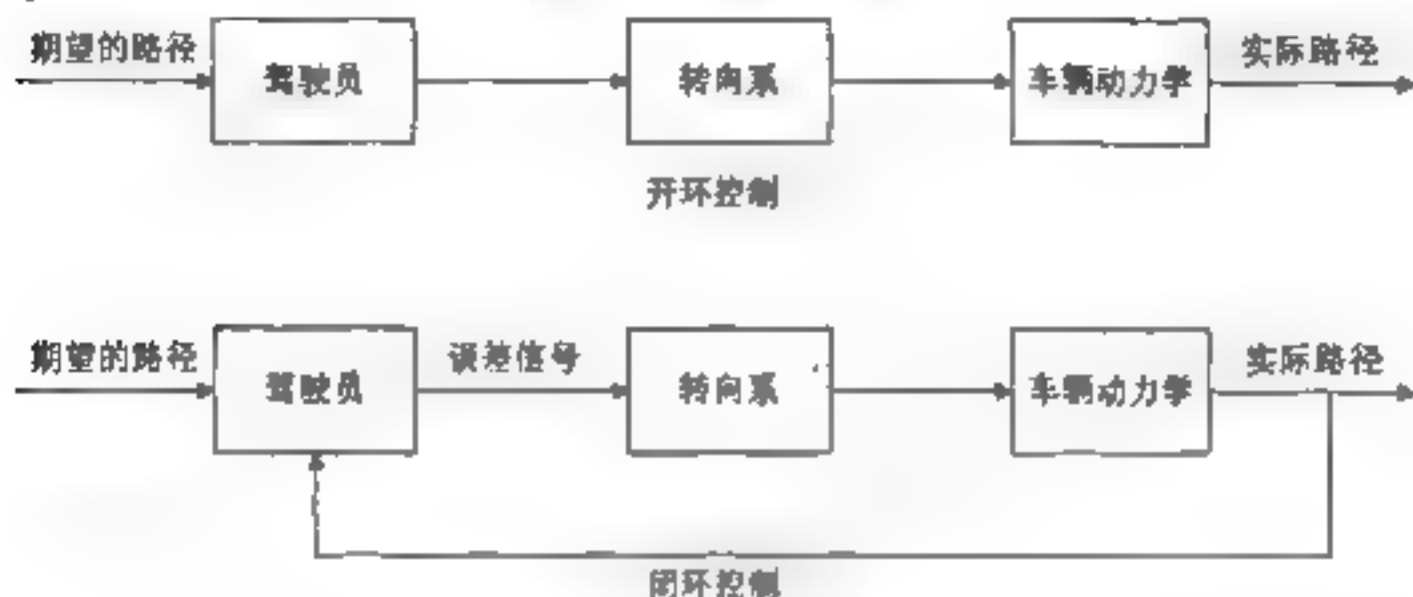 期望的路径
驾驶员
转向系
车辆动力学
实际路径
开环控制
期望的路径
驾驶员
误差信号
转向系
车辆动力学
实际路径
闭环控制